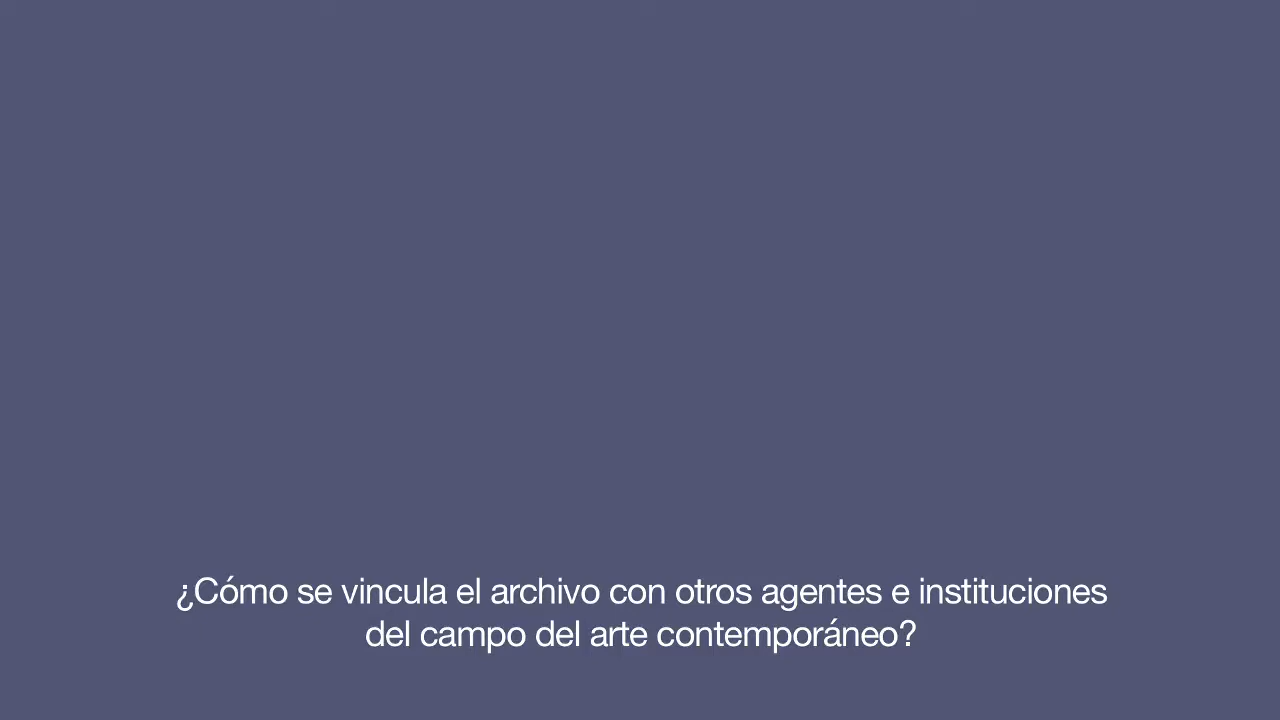 ¿Cómo se vincula el archivo con otros agentes e instituciones
del campo del arte contemporáneo?